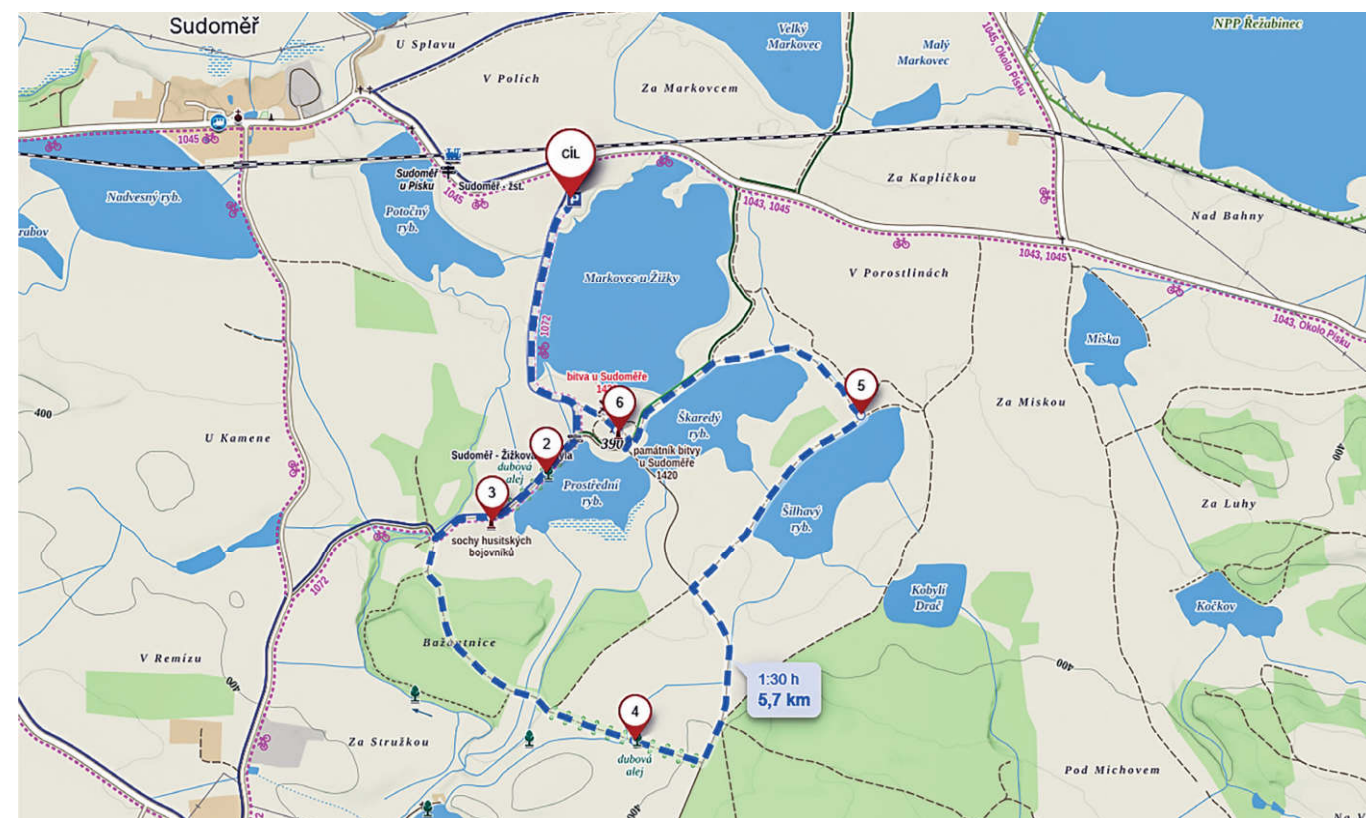 Sudoměř
U Splavu
V Polích
Velký
Markovec
Malý
Markovec
1045, Okolo Písku
NPP Řežabinec
Za Markovcem
1045
CÍL
P
Sudoměř
u Písku
Sudoměř - žst.
1045
Nadvesný ryb.
Potočný
ryb.
Za Kapličkou
1043, 1045
Nad Bahny
1043, 1045
V Porostlinách
Markovec u Žižky
1072
Miska
1043, Okolo Písku
bitva u Sudoměře
6
5
400
U Kamene
Škaredý
ryb.
Za Miskou
400
390
2
Sudoměř -
dubová
alej
památník bitvy
u Sudoměře
1420
3
Prostřední
ryb.
Šilhavý
ryb.
Za Luhy
sochy husitských
bojovníků
1072
Kobylí
Drač
Kočkov
V Remízu
400
400
1:30 h
5,7 km
4
Za Stružkou
dubová
alej
Pod Michovem
400